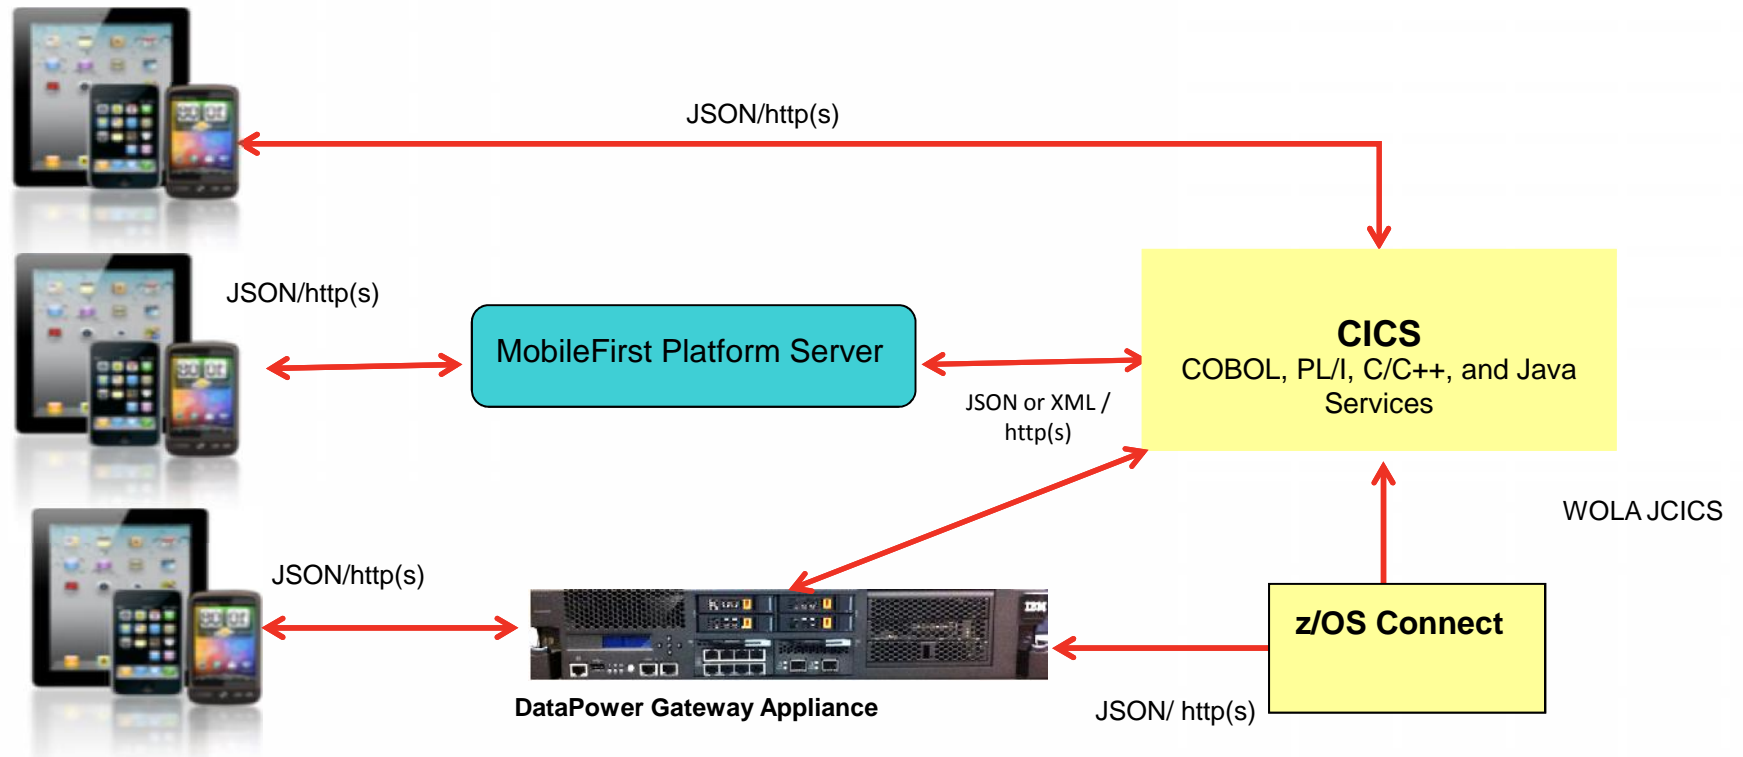 JSON/http(s)
JSON/http(s)
MobileFirst Platform Server
CICS
COBOL, PL/I, C/C++, and Java
Services
JSON or XML /
http(s)
WOLA JCICS
JSON/http(s)
IBM
z/OS Connect
DataPower Gateway Appliance
JSON/ http(s)